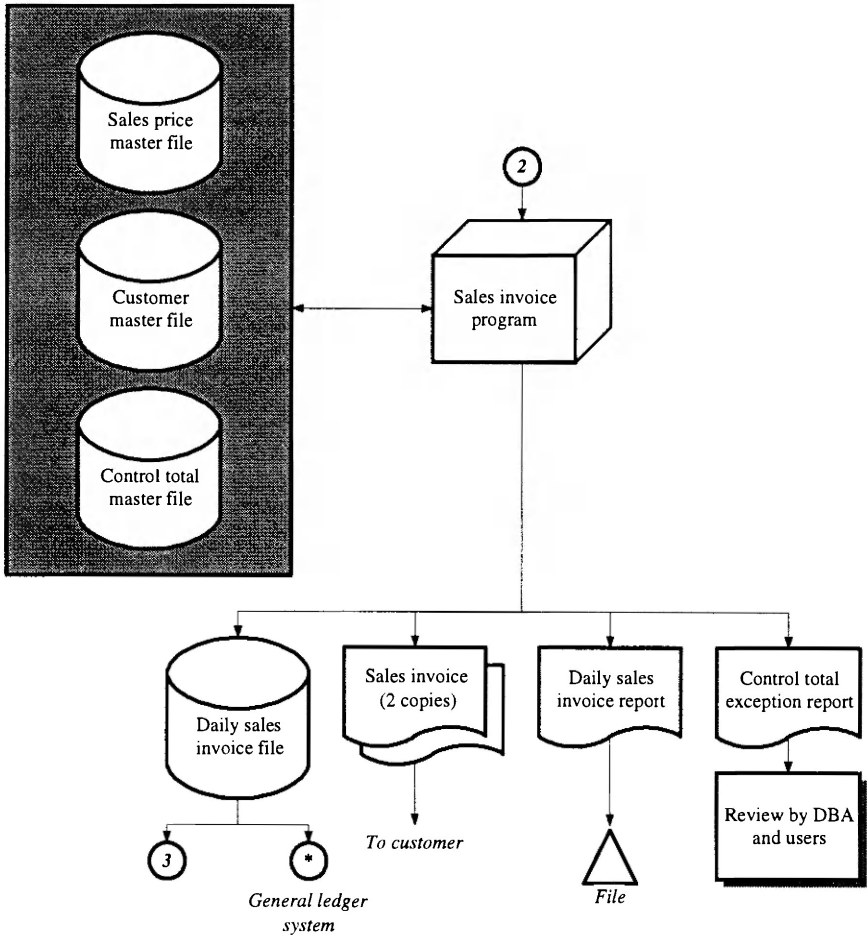 Sales price
master file
2
Customer
master file
Sales invoice
program
Control total
master file
Daily sales
invoice file
Sales invoice
(2 copies)
Daily sales
invoice report
Control total
exception report
Review by DBA
and users
3
*
To customer
General ledger
system
File